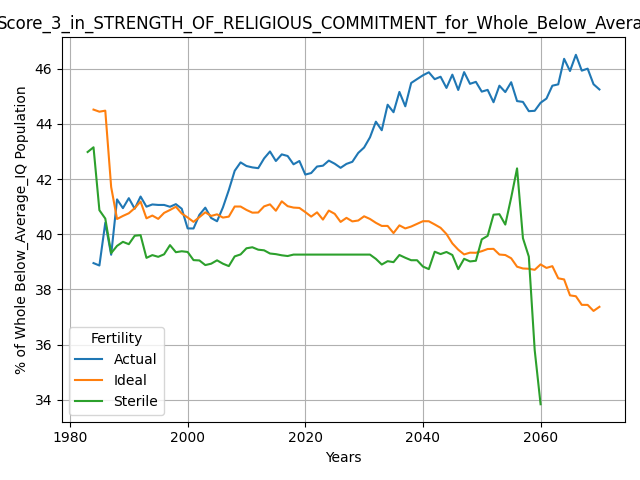 Score_3_in_STRENGTH_OF_RELIGIOUS_COMMITMENT_for_Whole_Below_Avera
% of Whole Below_Average_IQ Population
46
44
42
40
38
36
34
Fertility
Actual
Ideal
Sterile
1980
2000
2020
2040
2060
Years